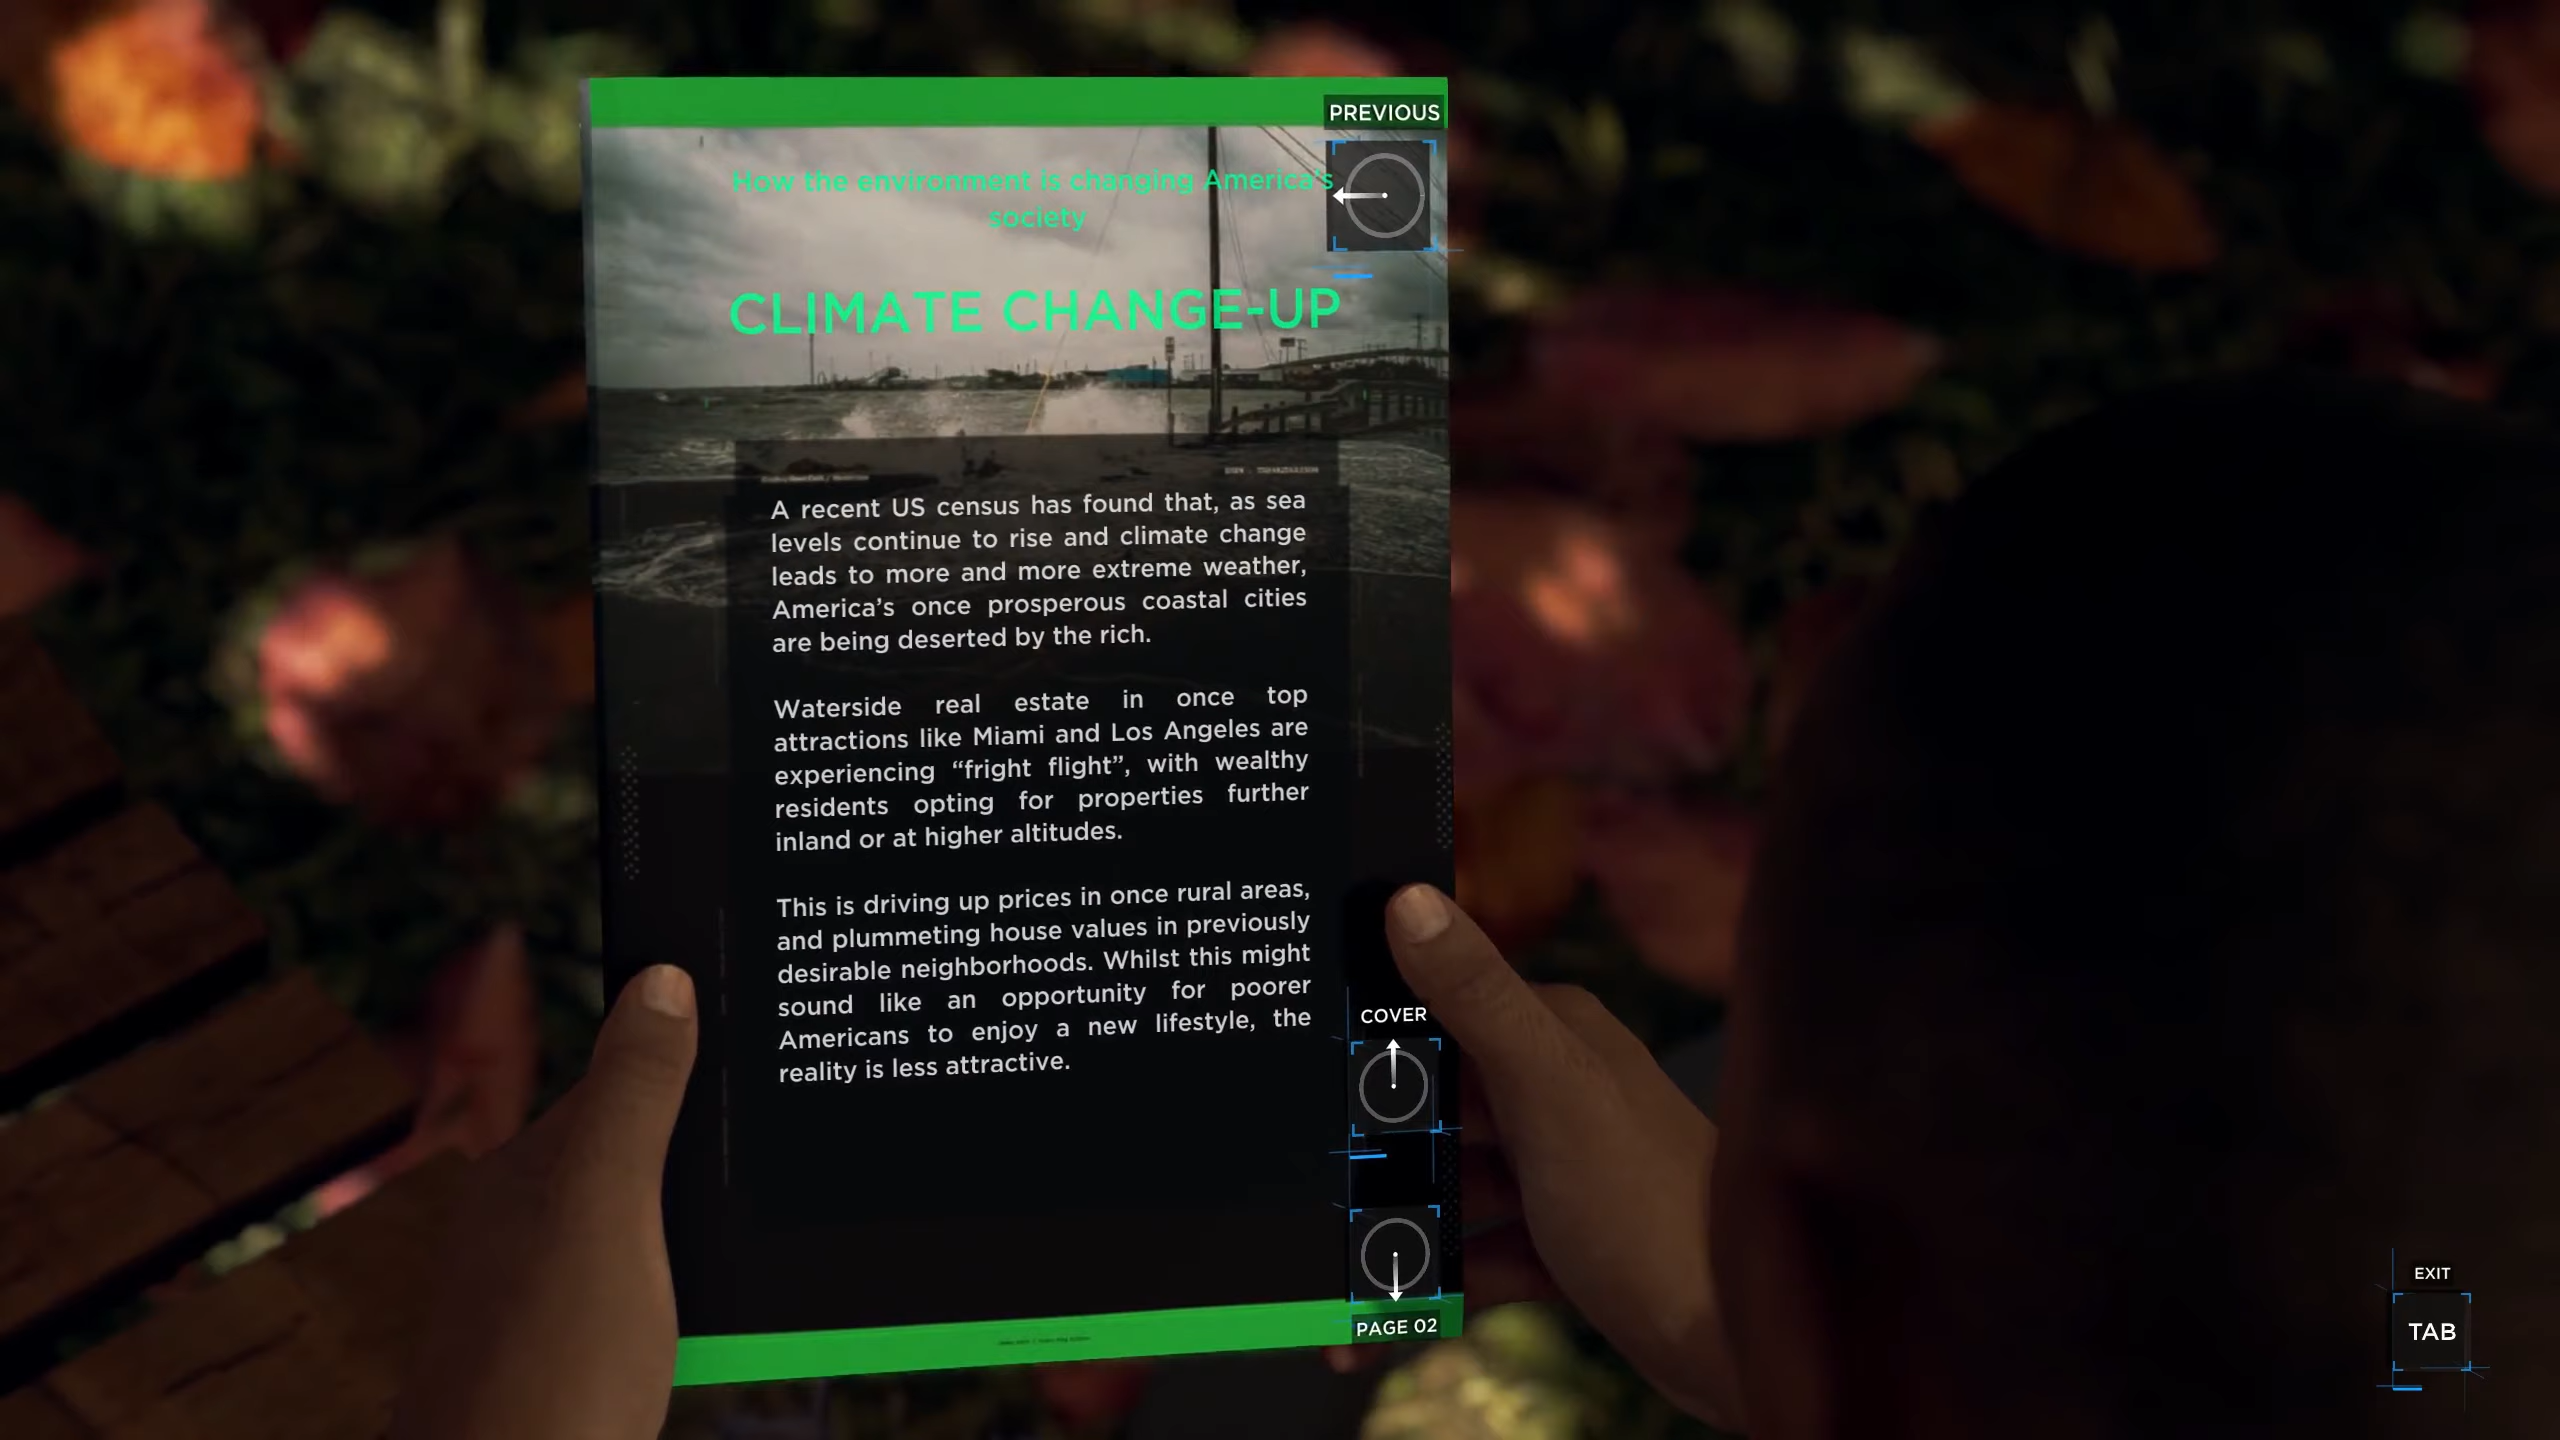 PREVIOUS
How the environment is changing America's
society
CLIMATE CHANGE-UP
A recent US census has found that, as sea
levels continue to rise and climate change
leads to more and more extreme weather,
America’s once prosperous coastal cities
are being deserted by the rich.
Waterside real estate in once top
attractions like Miami and Los Angeles are
experiencing “fright flight”, with wealthy
residents opting for properties further
inland or at higher altitudes.
This is driving up prices in once rural areas,
and plummeting house values in previously
desirable neighborhoods. Whilst this might
sound like an opportunity for poorer
Americans to enjoy a new lifestyle, the
reality is less attractive.
COVER
PAGE 02
EXIT
TAB